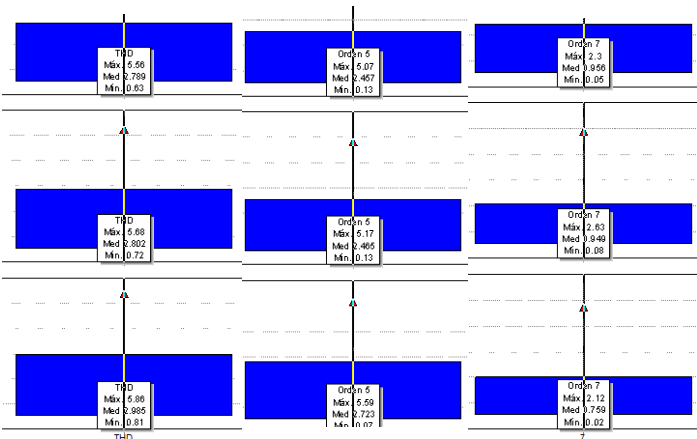 THD
Máx. 5.56
Med 2.789
Mín. 0.63
Orden 5
Máx. 5.07
Med 2.457
Mín. 0.13
Orden 7
Máx. 2.3
Med 0.956
Mín. 0.05
THD
Máx. 5.68
Med 2.802
Mín. 0.72
Orden 5
Máx. 5.17
Med 2.465
Mín. 0.13
Orden 7
Máx. 2.63
Med 0.949
Mín. 0.08
THD
Máx. 5.86
Med 2.985
Mín. 0.81
Orden 5
Máx. 5.59
Med 2.723
Mín. 0.07
Orden 7
Máx. 2.12
Med 0.759
Mín. 0.02
THD
7